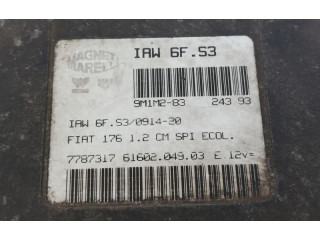 MAGNETI MARELLI
IAW 6F.S3
9M1M2-83 243 93
IAW 6F.S3/0914-20
FIAT 176 1.2 CM SPI ECOL.
7787317 61602.049.03 E 12v=